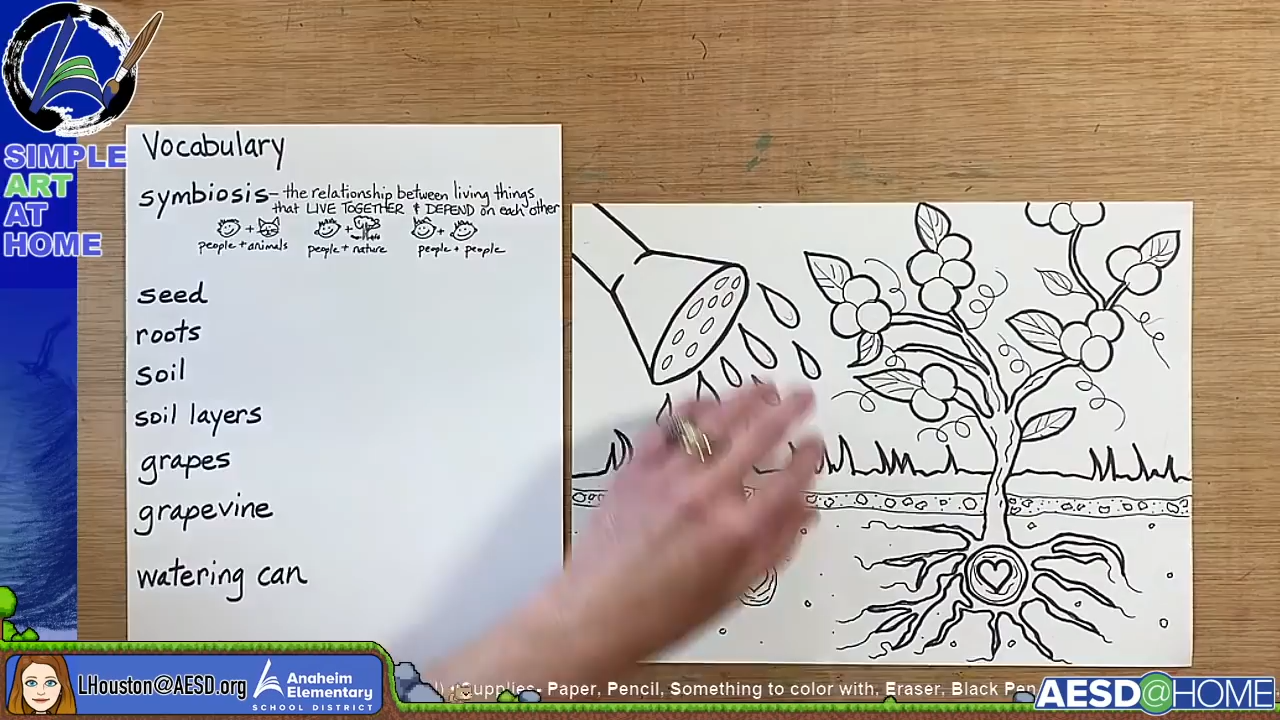 SIMPLE
ART
AT
HOME
Vocabulary
symbiosis – the relationship between living things
that LIVE TOGETHER & DEPEND on each other
people + animals people + nature people + people
seed
roots
soil
soil layers
grapes
grapevine
watering can
LHouston@AESD.org
Anaheim
Elementary
SCHOOL DISTRICT
Supplies- Paper, Pencil, Something to color with, Eraser, Black Pen
AESD@HOME